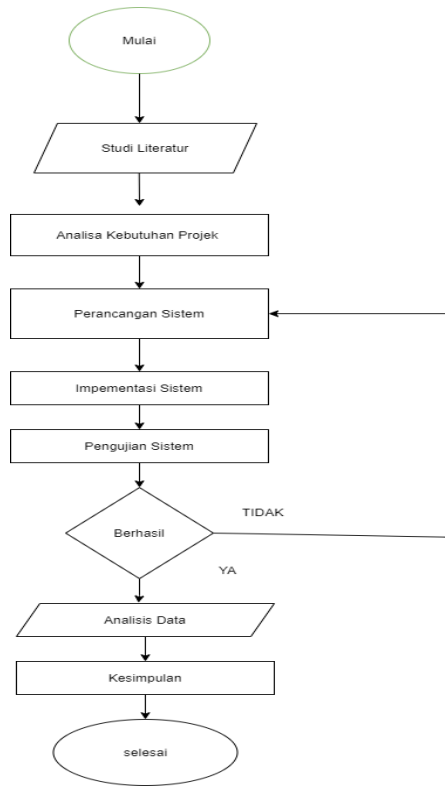 Mulai
Studi Literatur
Analisa Kebutuhan Projek
Perancangan Sistem
Impementasi Sistem
Pengujian Sistem
Berhasil
TIDAK
YA
Analisis Data
Kesimpulan
selesai